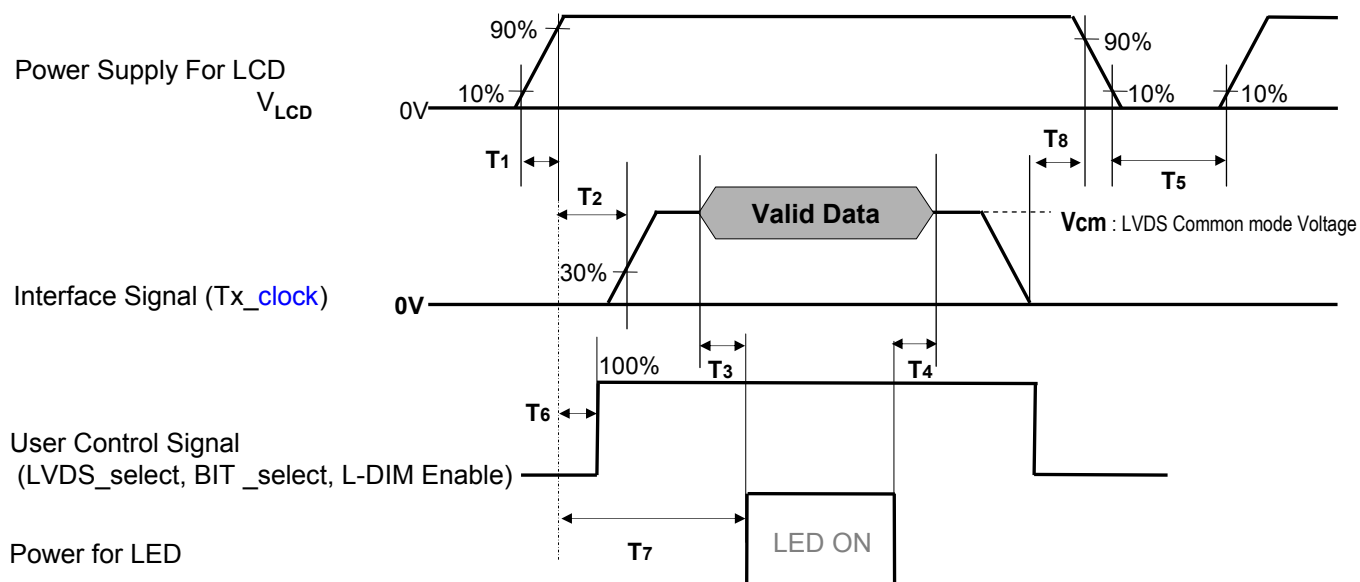 90%
90%
Power Supply For LCD
VLCD
10%
10%
10%
0V
T1
T8
T5
T2
Valid Data
Vcm : LVDS Common mode Voltage
30%
Interface Signal (Tx_clock)
0V
T3
T4
100%
T6
User Control Signal
(LVDS_select, BIT _select, L-DIM Enable)
T7
LED ON
Power for LED